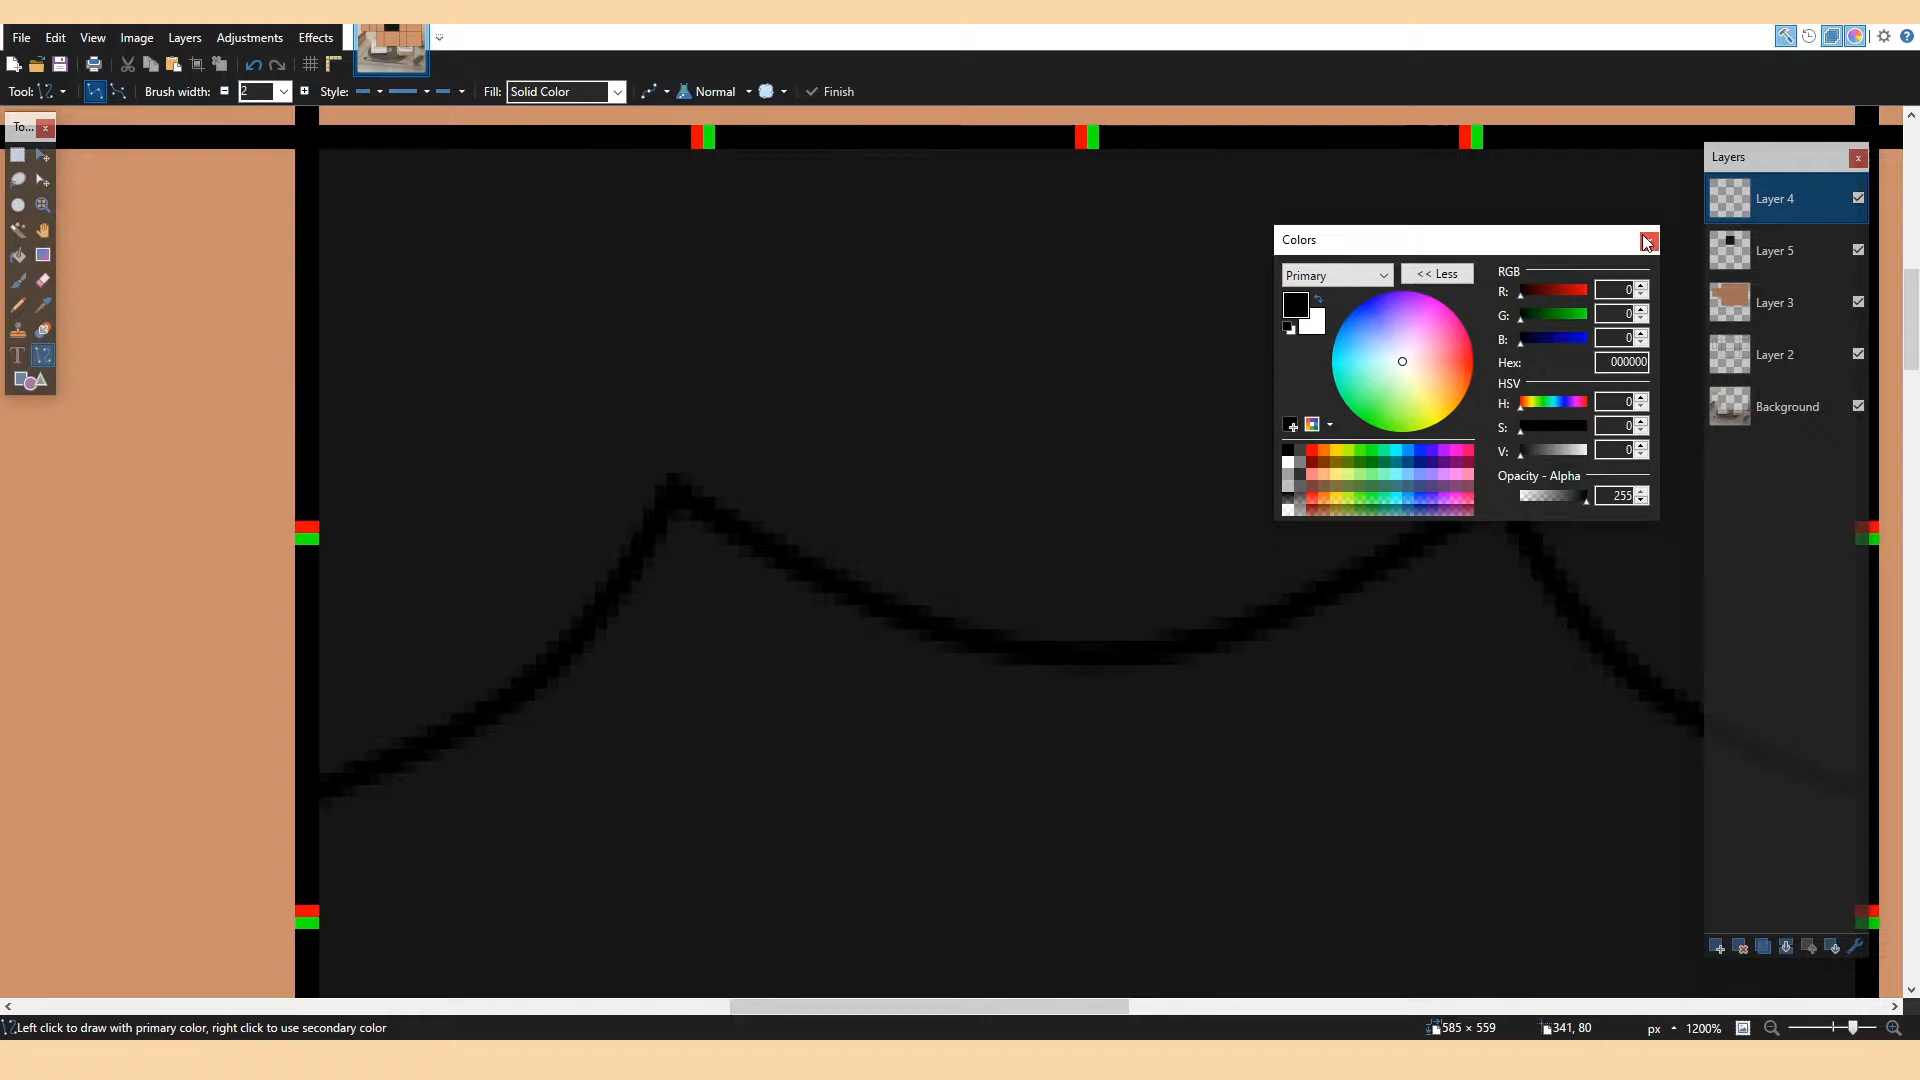 File Edit View Image Layers Adjustments Effects
Tool: Brush width: 2 Style: Fill: Solid Color Normal Finish
To...
Layers
Layer 4
Layer 5
Layer 3
Layer 2
Background
Colors
Primary << Less
RGB
R: 0
G: 0
B: 0
Hex: 000000
HSV
H: 0
S: 0
V: 0
Opacity - Alpha
255
Left click to draw with primary color, right click to use secondary color
585 × 559 341, 80 px 1200%